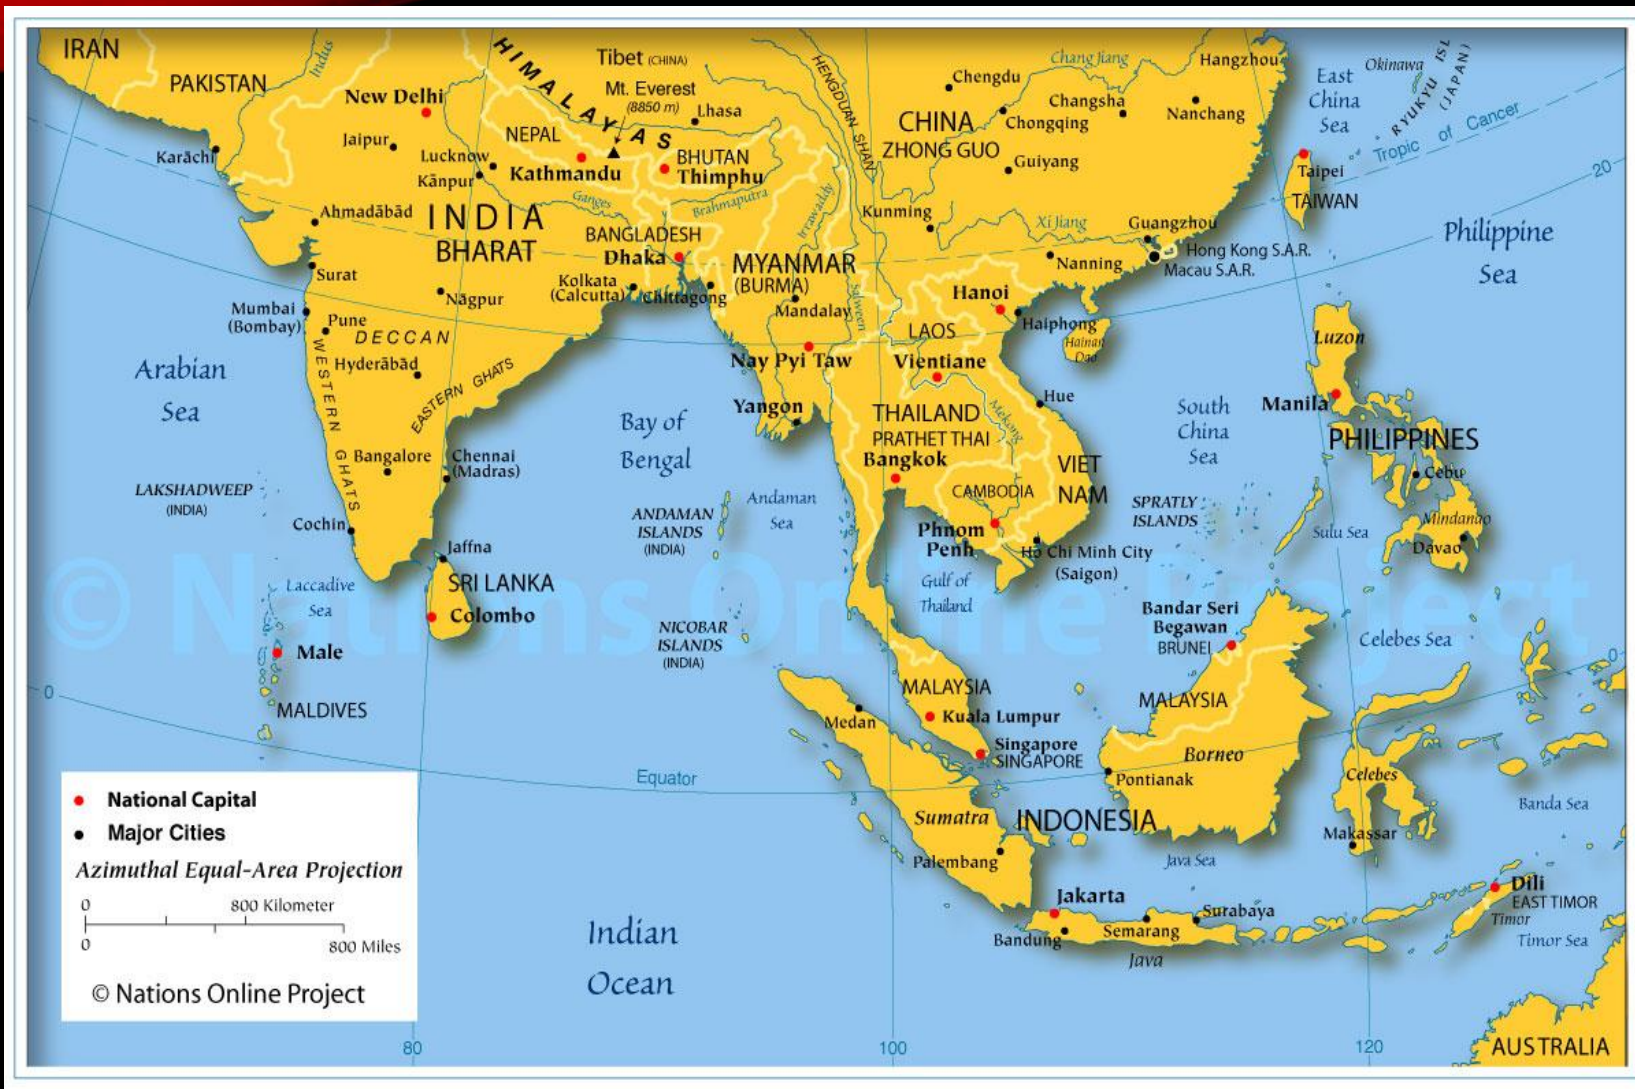 IRAN
PAKISTAN
Indus
HIMALAYAS
Tibet (CHINA)
Mt. Everest
(8850 m)
Lhasa
HENGDUAN SHAN
Chengdu
Chang Jiang
Hangzhou
East
China
Sea
Okinawa
RYUKYU ISL
(JAPAN)
New Delhi
Jaipur
Karāchi
NEPAL
Lucknow
Kānpur
Kathmandu
BHUTAN
Thimphu
CHINA
ZHONG GUO
Chongqing
Changsha
Nanchang
Guiyang
Tropic of Cancer
20
Taipei
TAIWAN
Ahmadābād
INDIA
BHARAT
Ganges
Brahmaputra
Irrawaddy
Kunming
Xi Jiang
Guangzhou
Hong Kong S.A.R.
Macau S.A.R.
Nanning
Philippine
Sea
BANGLADESH
Dhaka
MYANMAR
(BURMA)
Surat
Kolkata
(Calcutta)
Chittagong
Mandalay
Salween
Hanoi
Haiphong
Hainan
Dao
LAOS
Mumbai
(Bombay)
Nāgpur
Pune
DECCAN
Hyderābād
WESTERN GHATS
EASTERN GHATS
Nay Pyi Taw
Vientiane
Luzon
Arabian
Sea
Yangon
Bay of
Bengal
THAILAND
PRATHET THAI
Mekong
Hue
South
China
Sea
Manila
PHILIPPINES
Bangalore
Chennai
(Madras)
Bangkok
VIET
NAM
CAMBODIA
Cebu
LAKSHADWEEP
(INDIA)
ANDAMAN
ISLANDS
(INDIA)
Andaman
Sea
SPRATLY
ISLANDS
Sulu Sea
Mindanao
Davao
Cochin
Jaffna
Phnom
Penh
Ho Chi Minh City
(Saigon)
© Nations Online Project
Laccadive
Sea
SRI LANKA
Colombo
Gulf of
Thailand
Bandar Seri
Begawan
BRUNEI
Male
MALDIVES
NICOBAR
ISLANDS
(INDIA)
Celebes Sea
0
0
MALAYSIA
Kuala Lumpur
Medan
MALAYSIA
Singapore
SINGAPORE
Borneo
Equator
Pontianak
Celebes
Sumatra
INDONESIA
Banda Sea
Makassar
Palembang
Java Sea
Jakarta
Dili
EAST TIMOR
Timor
Timor Sea
Bandung
Semarang
Surabaya
Java
Indian
Ocean
AUSTRALIA
National Capital
Major Cities
Azimuthal Equal-Area Projection
0 800 Kilometer
0 800 Miles
© Nations Online Project
80
100
120